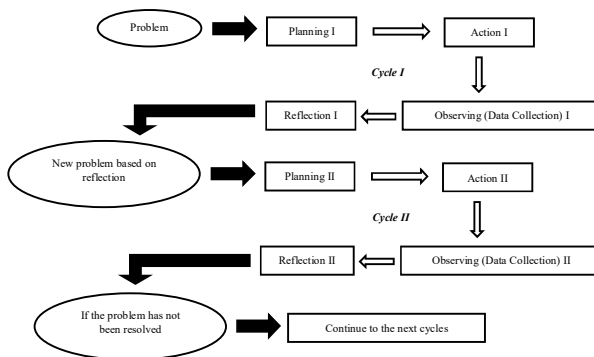 Problem
Planning I
Action I
Cycle I
Reflection I
Observing (Data Collection) I
New problem based on
reflection
Planning II
Action II
Cycle II
Reflection II
Observing (Data Collection) II
If the problem has not
been resolved
Continue to the next cycles